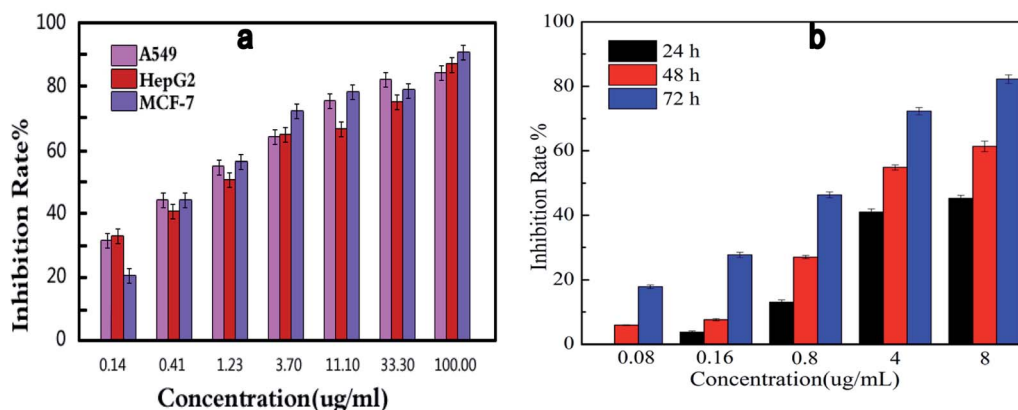 a
A549
HepG2
MCF-7
Inhibition Rate%
100
80
60
40
20
0
0.14 0.41 1.23 3.70 11.10 33.30 100.00
Concentration(ug/ml)
b
24 h
48 h
72 h
Inhibition Rate %
100
80
60
40
20
0
0.08 0.16 0.8 4 8
Concentration(ug/mL)